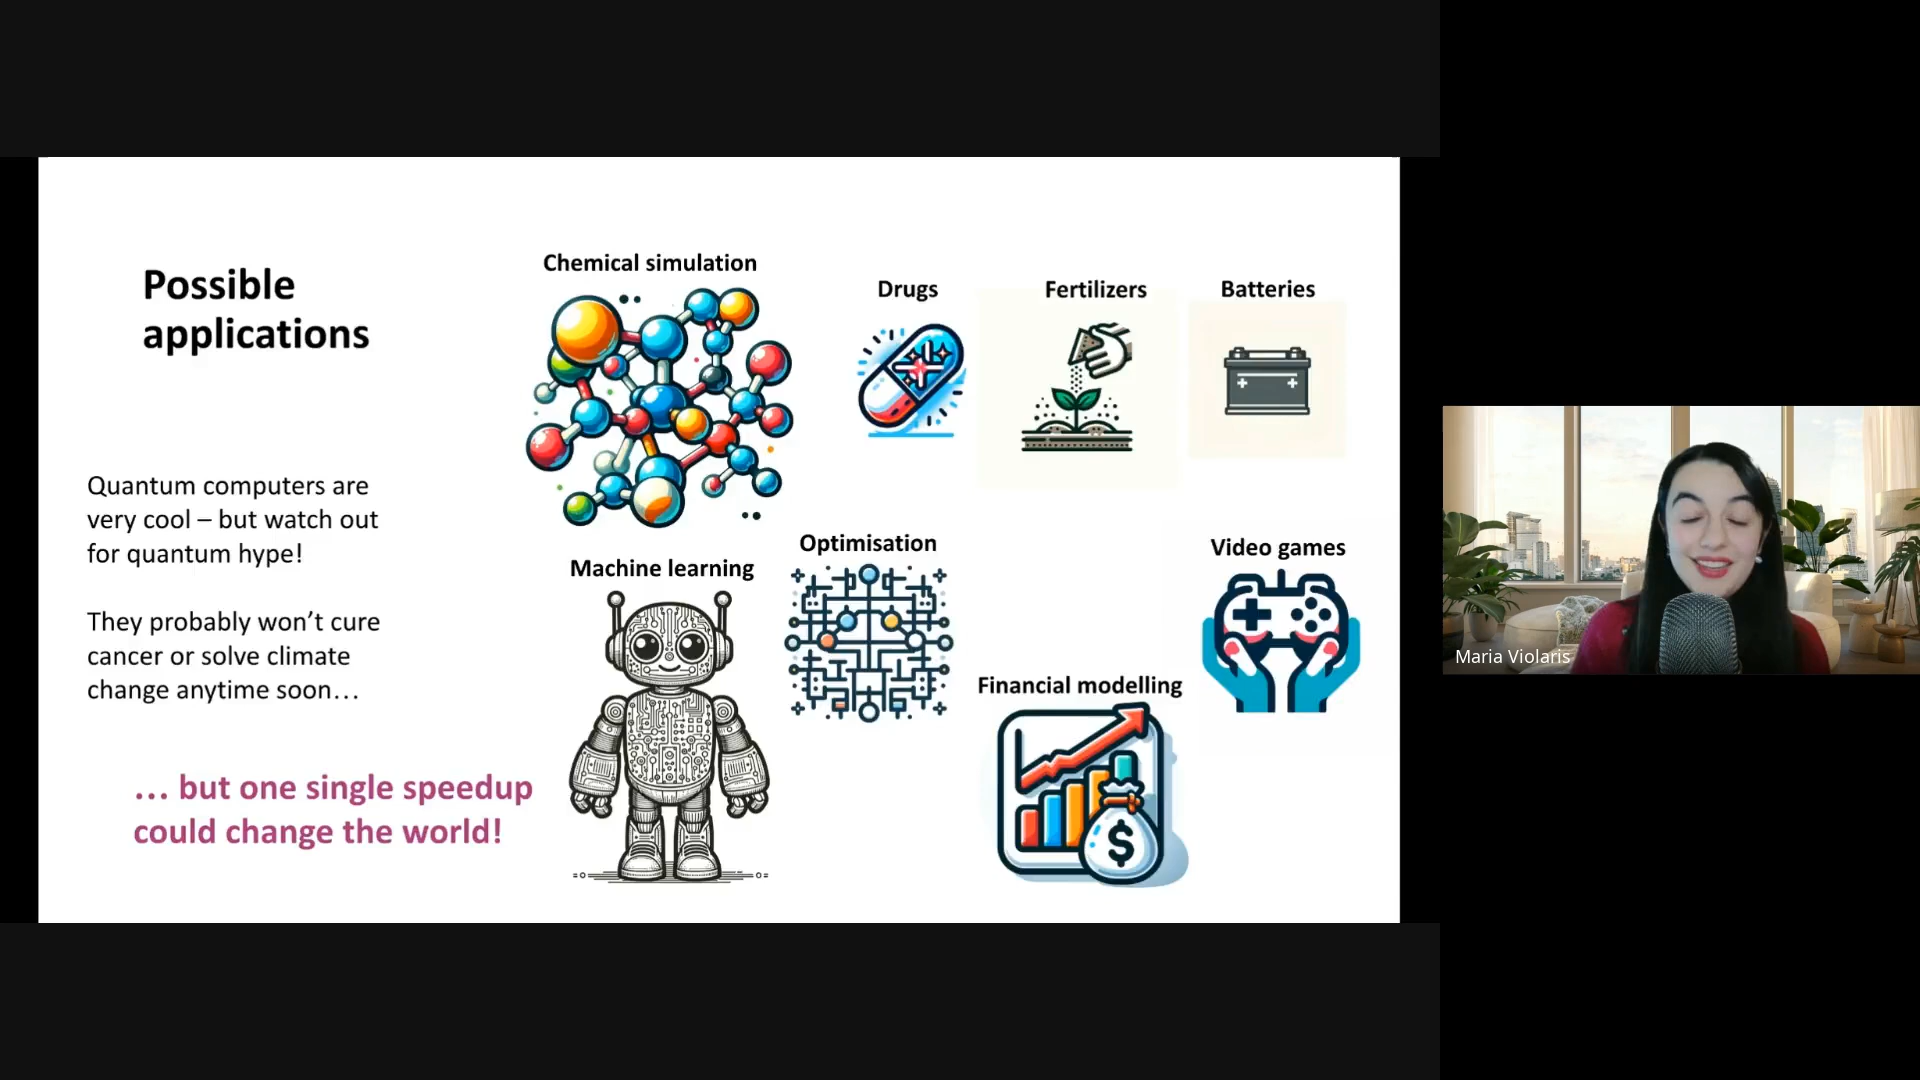 Possible
applications
Quantum computers are
very cool – but watch out
for quantum hype!
They probably won’t cure
cancer or solve climate
change anytime soon…
… but one single speedup
could change the world!
Chemical simulation
Drugs
Fertilizers
Batteries
Machine learning
Optimisation
Video games
Financial modelling
$
Maria Violaris